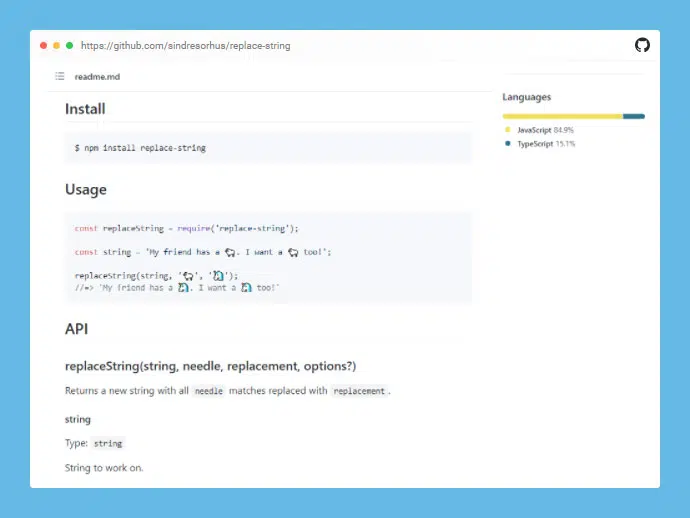 https://github.com/sindresorhus/replace-string
readme.md
Install
$ npm install replace-string
Usage
const replaceString = require('replace-string');
const string = 'My friend has a 🐑. I want a 🐑 too!';
replaceString(string, '🐑', '🐧');
//=> 'My friend has a 🐧. I want a 🐧 too!'
API
replaceString(string, needle, replacement, options?)
Returns a new string with all needle matches replaced with replacement.
string
Type: string
String to work on.
Languages
JavaScript 84.9%
TypeScript 15.1%